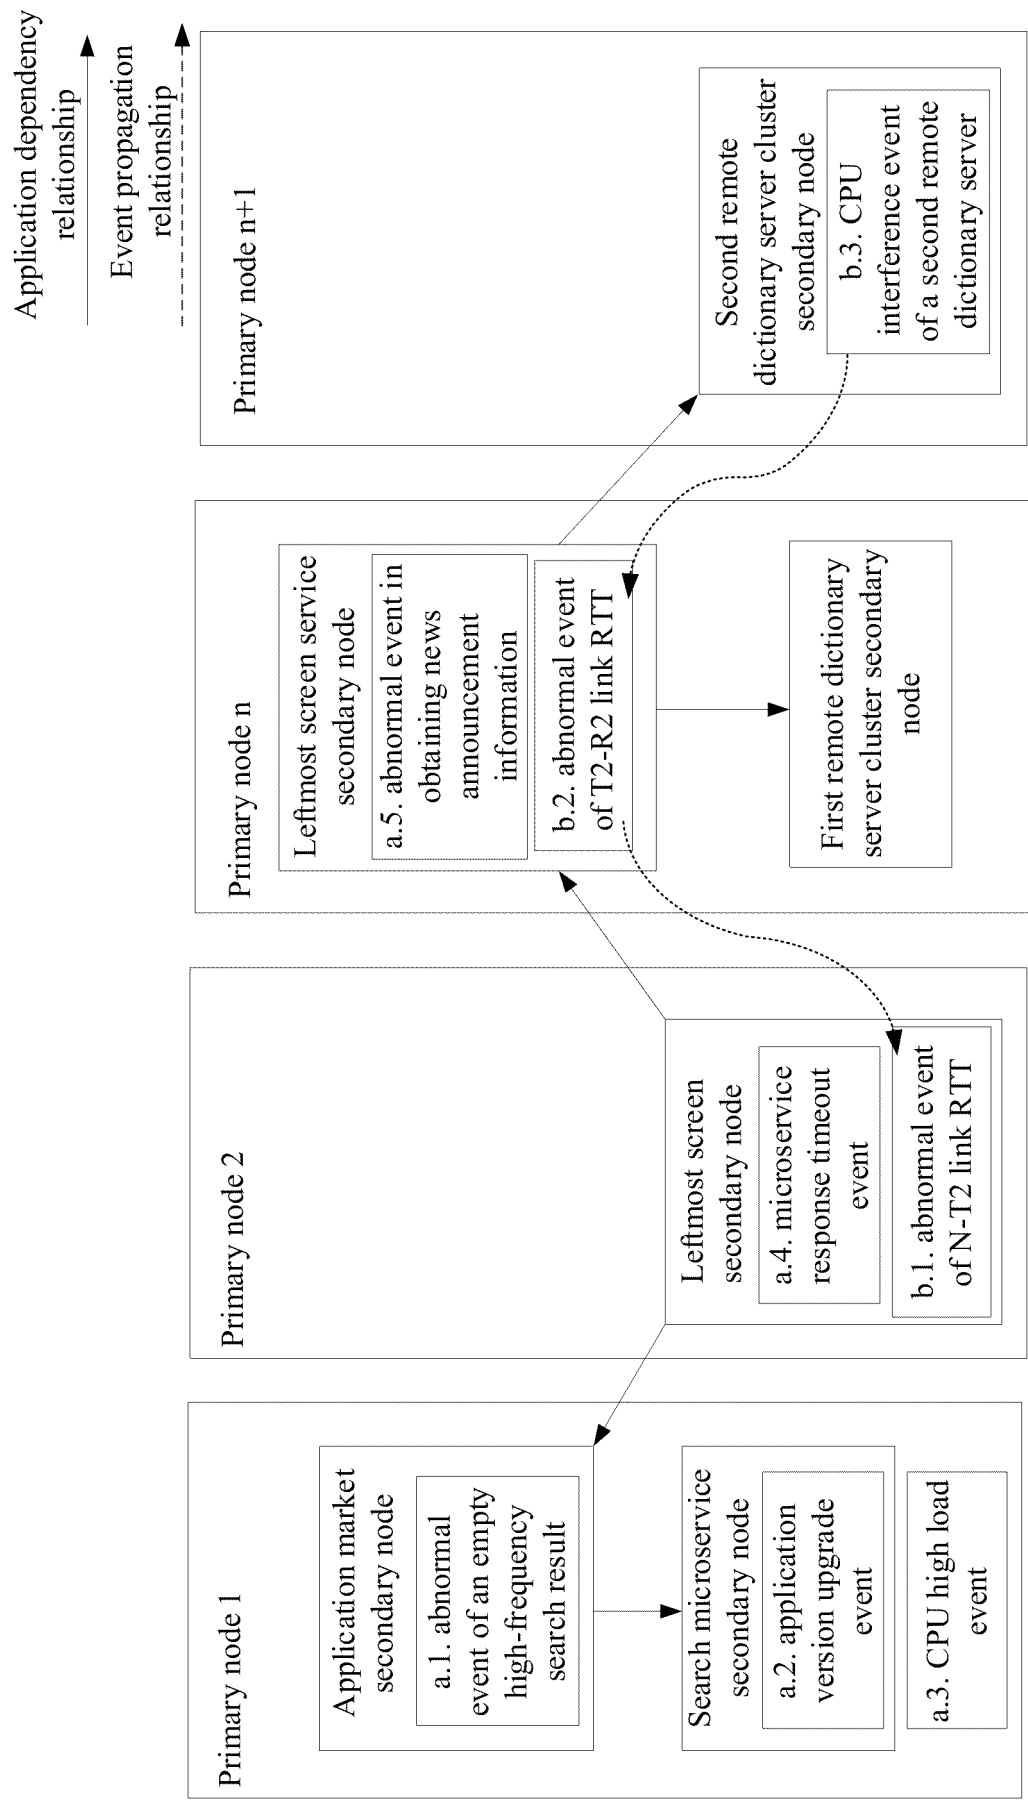 Application dependency
relationship
Event propagation
relationship
Primary node 1
Application market
secondary node
a.1. abnormal
event of an empty
high-frequency
search result
Search microservice
secondary node
a.2. application
version upgrade
event
a.3. CPU high load
event
Primary node 2
Leftmost screen
secondary node
a.4. microservice
response timeout
event
b.1. abnormal event
of N-T2 link RTT
Primary node n
Leftmost screen service
secondary node
a.5. abnormal event in
obtaining news
announcement
information
b.2. abnormal event
of T2-R2 link RTT
First remote dictionary
server cluster secondary
node
Primary node n+1
Second remote
dictionary server cluster
secondary node
b.3. CPU
interference event
of a second remote
dictionary server